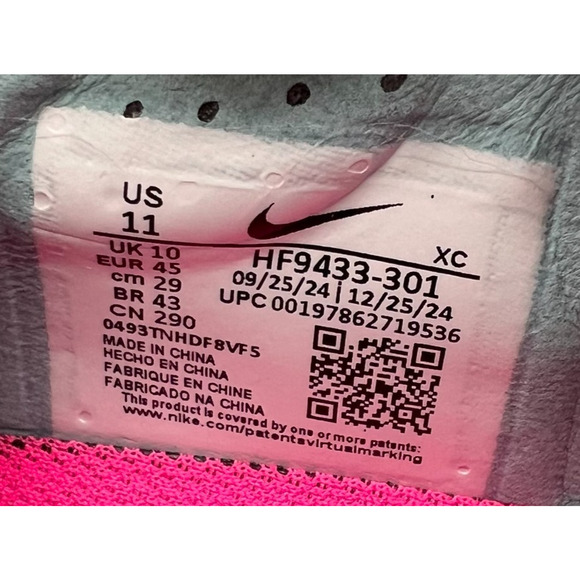 US
11
XC
UK 10
EUR 45
cm 29
BR 43
CN 290
HF9433-301
09/25/24 | 12/25/24
UPC 00197862719536
0493TNHDF8VF5
MADE IN CHINA
HECHO EN CHINA
FABRIQUE EN CHINE
FABRICADO NA CHINA
This product is covered by one or more patents:
www.nike.com/patentsvirtualmarking